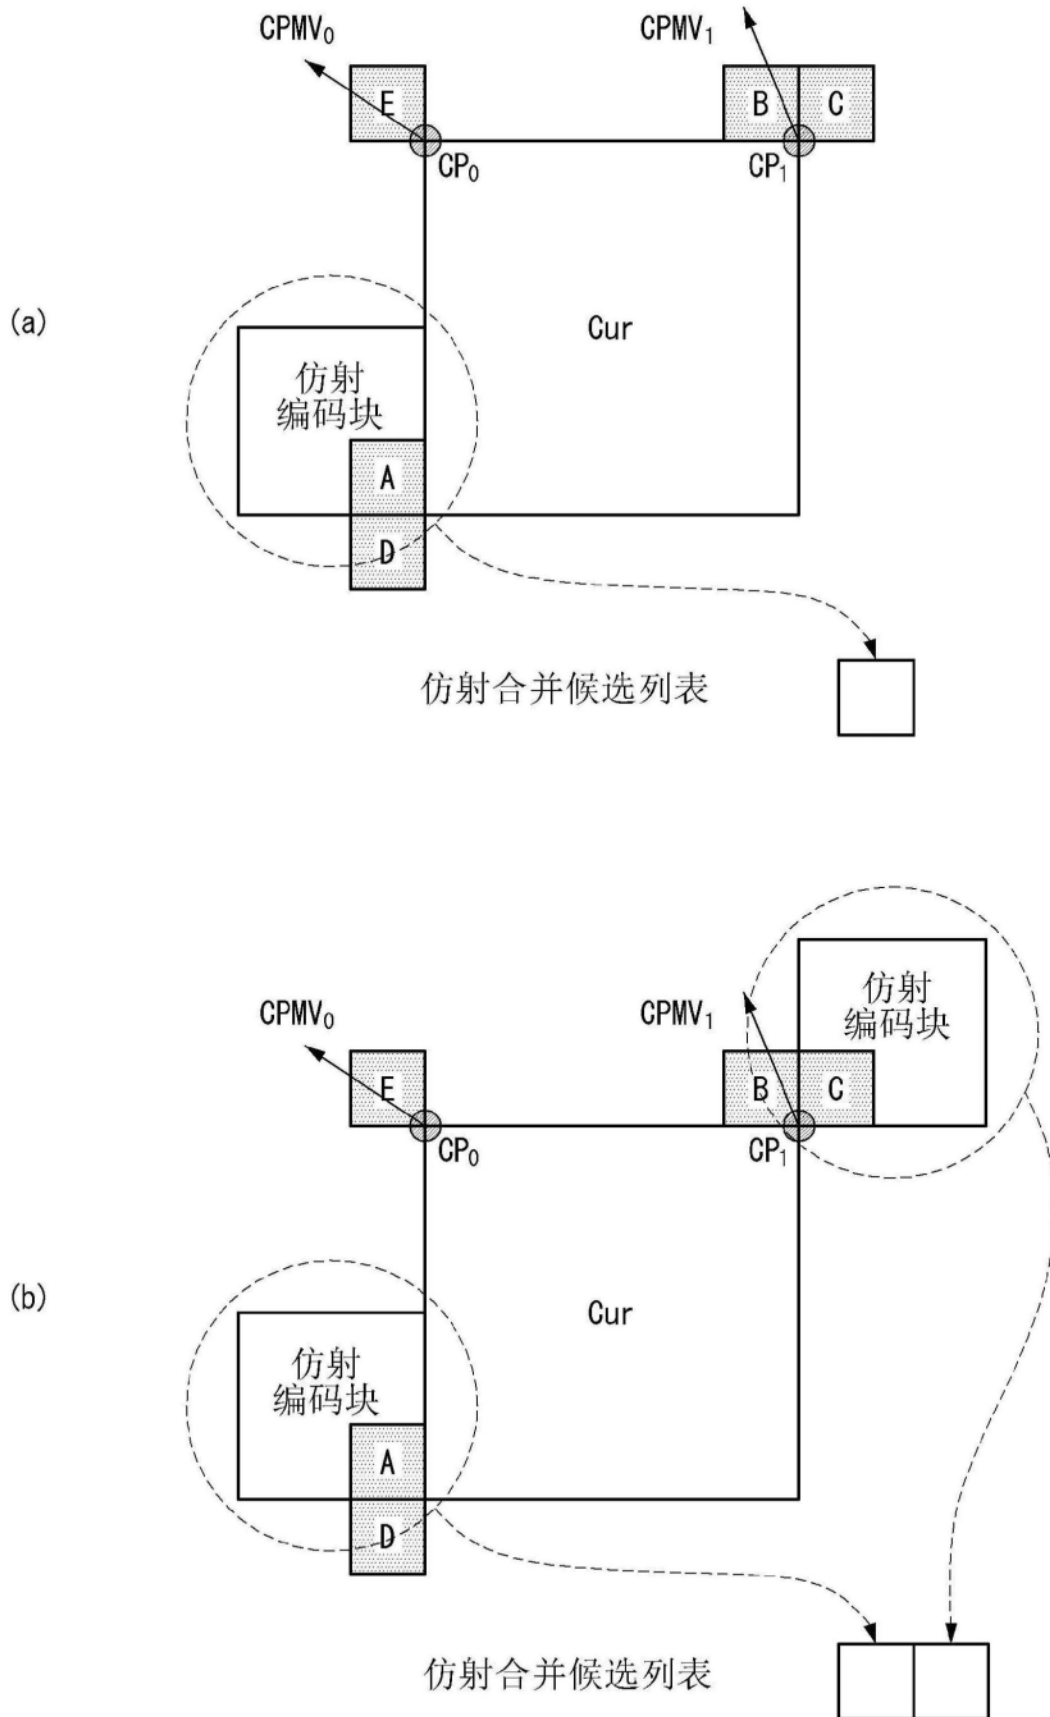 CPMV₀
CPMV₁
E
B
C
CP₀
CP₁
(a)
Cur
仿射
编码块
A
D
仿射合并候选列表
仿射
编码块
CPMV₀
CPMV₁
E
B
C
CP₀
CP₁
(b)
Cur
仿射
编码块
A
D
仿射合并候选列表